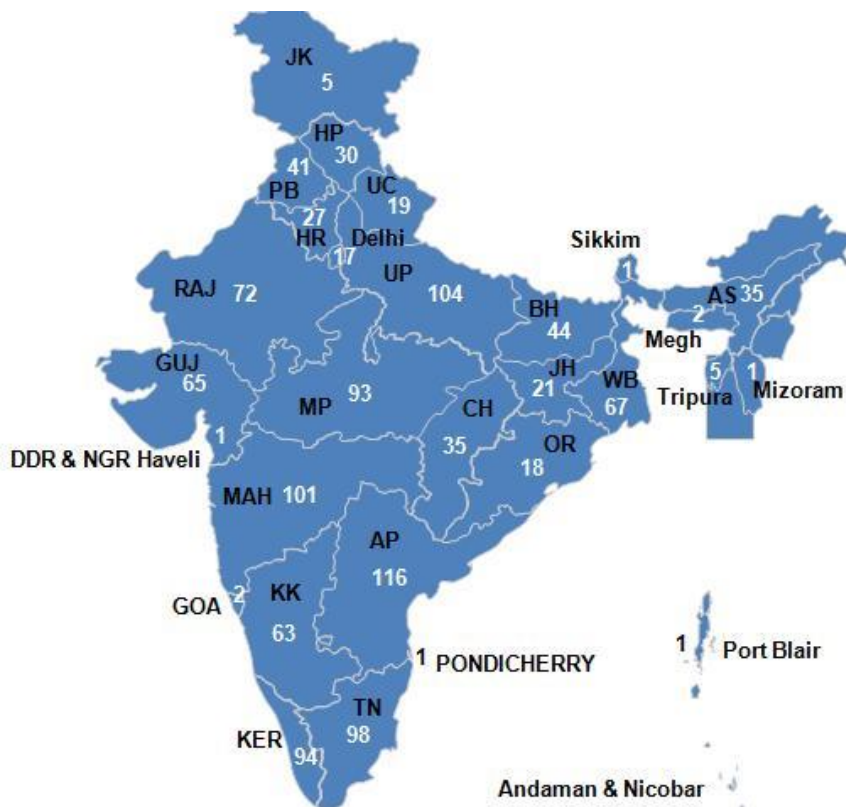 JK
5
HP
30
41
PB
UC
19
27
HR
Delhi
17
Sikkim
1
RAJ
72
UP
104
AS
35
2
BH
44
Megh
GUJ
65
JH
21
WB
67
5
1
Tripura
Mizoram
MP
93
CH
35
1
DDR & NGR Haveli
OR
18
MAH
101
AP
116
GOA
2
KK
63
1
PONDICHERRY
1
Port Blair
TN
98
KER
94
Andaman & Nicobar